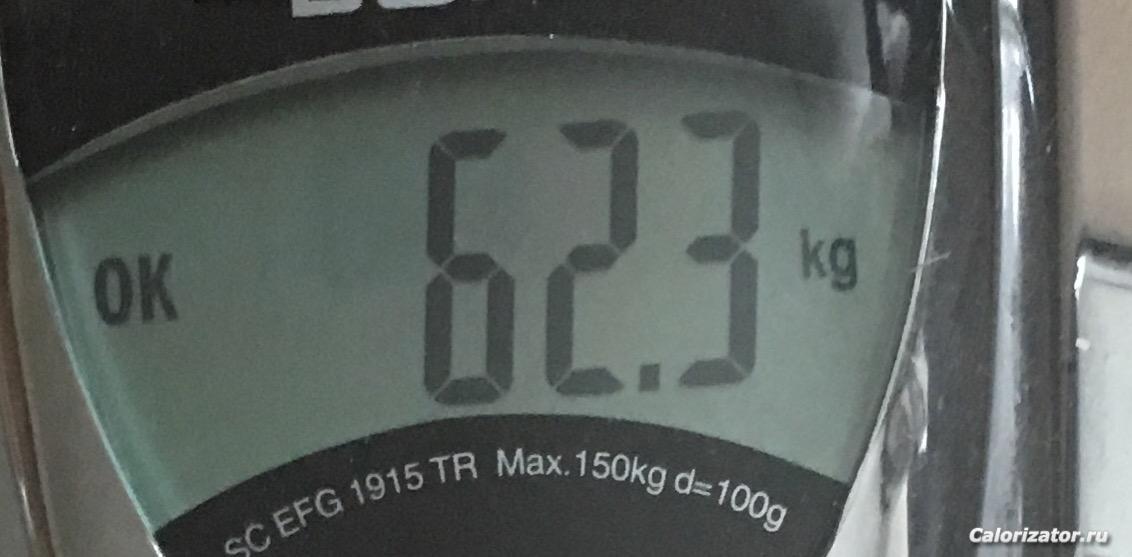 OK 62.3 kg
SC EFG 1915 TR Max.150kg d=100g
Calorizator.ru